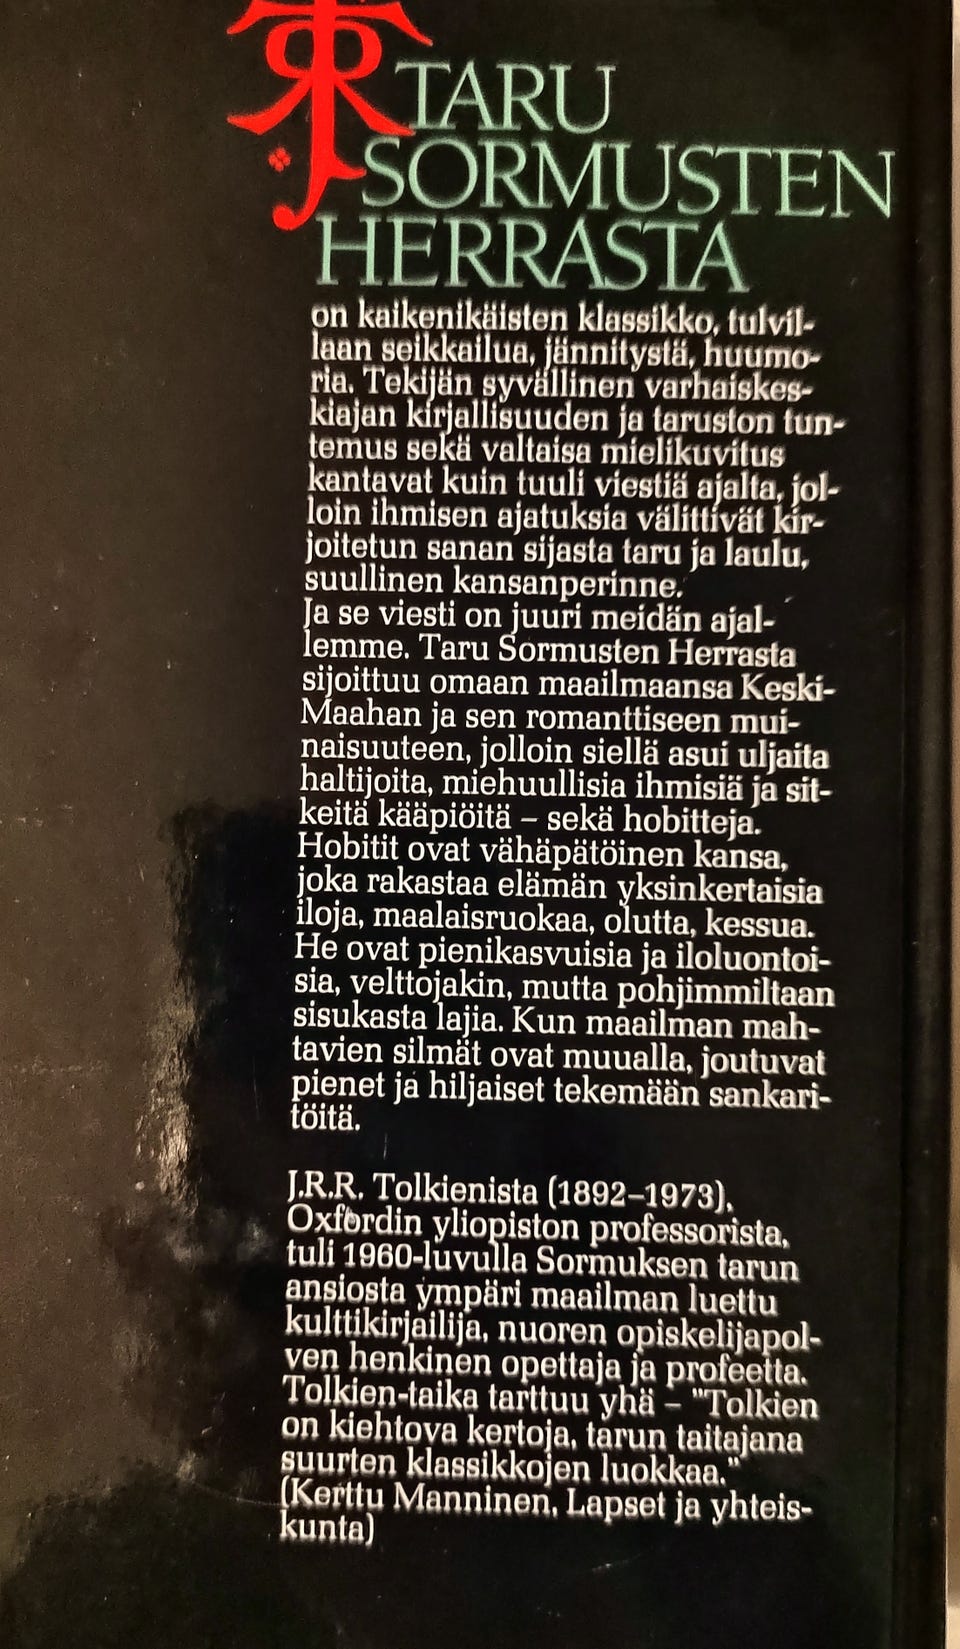 TARU
SORMUSTEN
HERRASTA
on kaikenikäisten klassikko, tulvil-
laan seikkailua, jännitystä, huumo-
ria. Tekijän syvällinen varhaiskes-
kiajan kirjallisuuden ja taruston tun-
temus sekä valtaisa mielikuvitus
kantavat kuin tuuli viestiä ajalta, jol-
loin ihmisen ajatuksia välittivät kir-
joitetun sanan sijasta taru ja laulu,
suullinen kansanperinne.
Ja se viesti on juuri meidän ajal-
lemme. Taru Sormusten Herrasta
sijoittuu omaan maailmaansa Keski-
Maahan ja sen romanttiseen mui-
naisuuteen, jolloin siellä asui uljaita
haltijoita, miehuullisia ihmisiä ja sit-
keitä kääpiöitä – sekä hobitteja.
Hobitit ovat vähäpätöinen kansa,
joka rakastaa elämän yksinkertaisia
iloja, maalaisruokaa, olutta, kessua.
He ovat pienikasvuisia ja iloluontoi-
sia, velttojakin, mutta pohjimmiltaan
sisukasta lajia. Kun maailman mah-
tavien silmät ovat muualla, joutuvat
pienet ja hiljaiset tekemään sankari-
töitä.
J.R.R. Tolkienista (1892–1973),
Oxfordin yliopiston professorista,
tuli 1960-luvulla Sormuksen tarun
ansiosta ympäri maailman luettu
kulttikirjailija, nuoren opiskelijapol-
ven henkinen opettaja ja profeetta.
Tolkien-taika tarttuu yhä – "Tolkien
on kiehtova kertoja, tarun taitajana
suurten klassikkojen luokkaa."
(Kerttu Manninen, Lapset ja yhteis-
kunta)